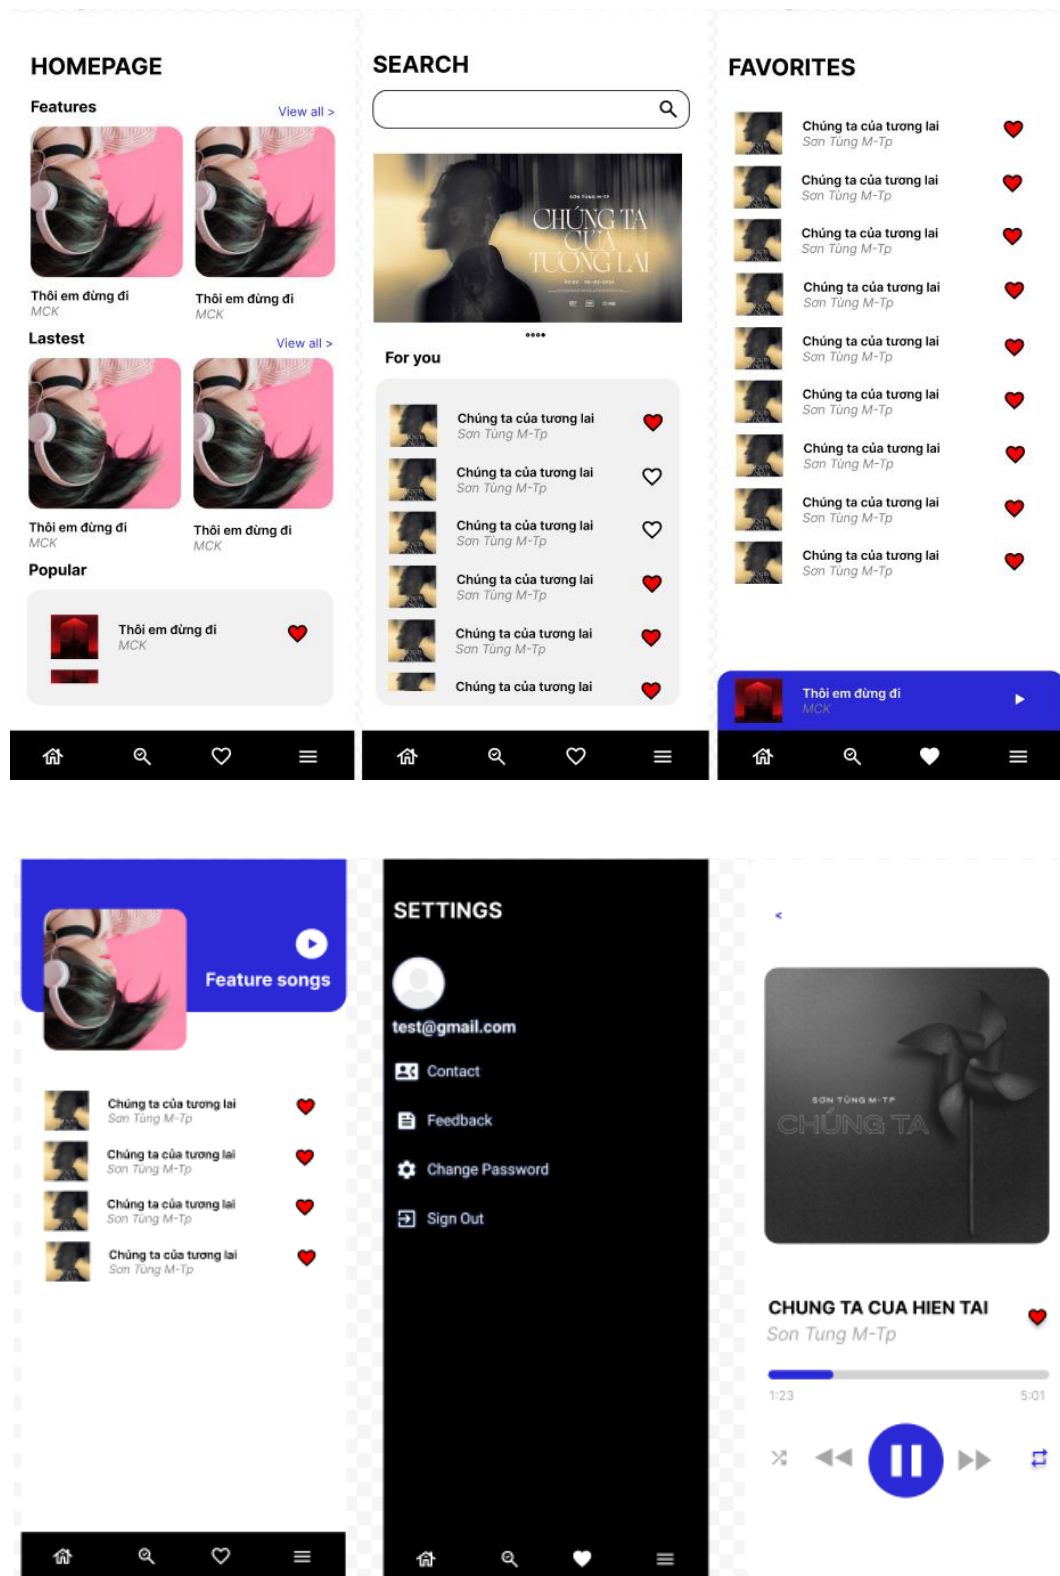 HOMEPAGE
Features
View all >
Thôi em đừng đi
MCK
Thôi em đừng đi
MCK
Lastest
View all >
Thôi em đừng đi
MCK
Thôi em đừng đi
MCK
Popular
Thôi em đừng đi
MCK
SEARCH
SƠN TÙNG M-TP
CHÚNG TA
CỦA
TƯƠNG LAI
For you
Chúng ta của tương lai
Sơn Tùng M-Tp
Chúng ta của tương lai
Sơn Tùng M-Tp
Chúng ta của tương lai
Sơn Tùng M-Tp
Chúng ta của tương lai
Sơn Tùng M-Tp
Chúng ta của tương lai
Sơn Tùng M-Tp
Chúng ta của tương lai
FAVORITES
Chúng ta của tương lai
Sơn Tùng M-Tp
Chúng ta của tương lai
Sơn Tùng M-Tp
Chúng ta của tương lai
Sơn Tùng M-Tp
Chúng ta của tương lai
Sơn Tùng M-Tp
Chúng ta của tương lai
Sơn Tùng M-Tp
Chúng ta của tương lai
Sơn Tùng M-Tp
Chúng ta của tương lai
Sơn Tùng M-Tp
Chúng ta của tương lai
Sơn Tùng M-Tp
Chúng ta của tương lai
Sơn Tùng M-Tp
Thôi em đừng đi
MCK
Feature songs
Chúng ta của tương lai
Sơn Tùng M-Tp
Chúng ta của tương lai
Sơn Tùng M-Tp
Chúng ta của tương lai
Sơn Tùng M-Tp
Chúng ta của tương lai
Sơn Tùng M-Tp
SETTINGS
test@gmail.com
Contact
Feedback
Change Password
Sign Out
<
SƠN TÙNG M-TP
CHÚNG TA
CHUNG TA CUA HIEN TAI
Son Tung M-Tp
1:23
5:01